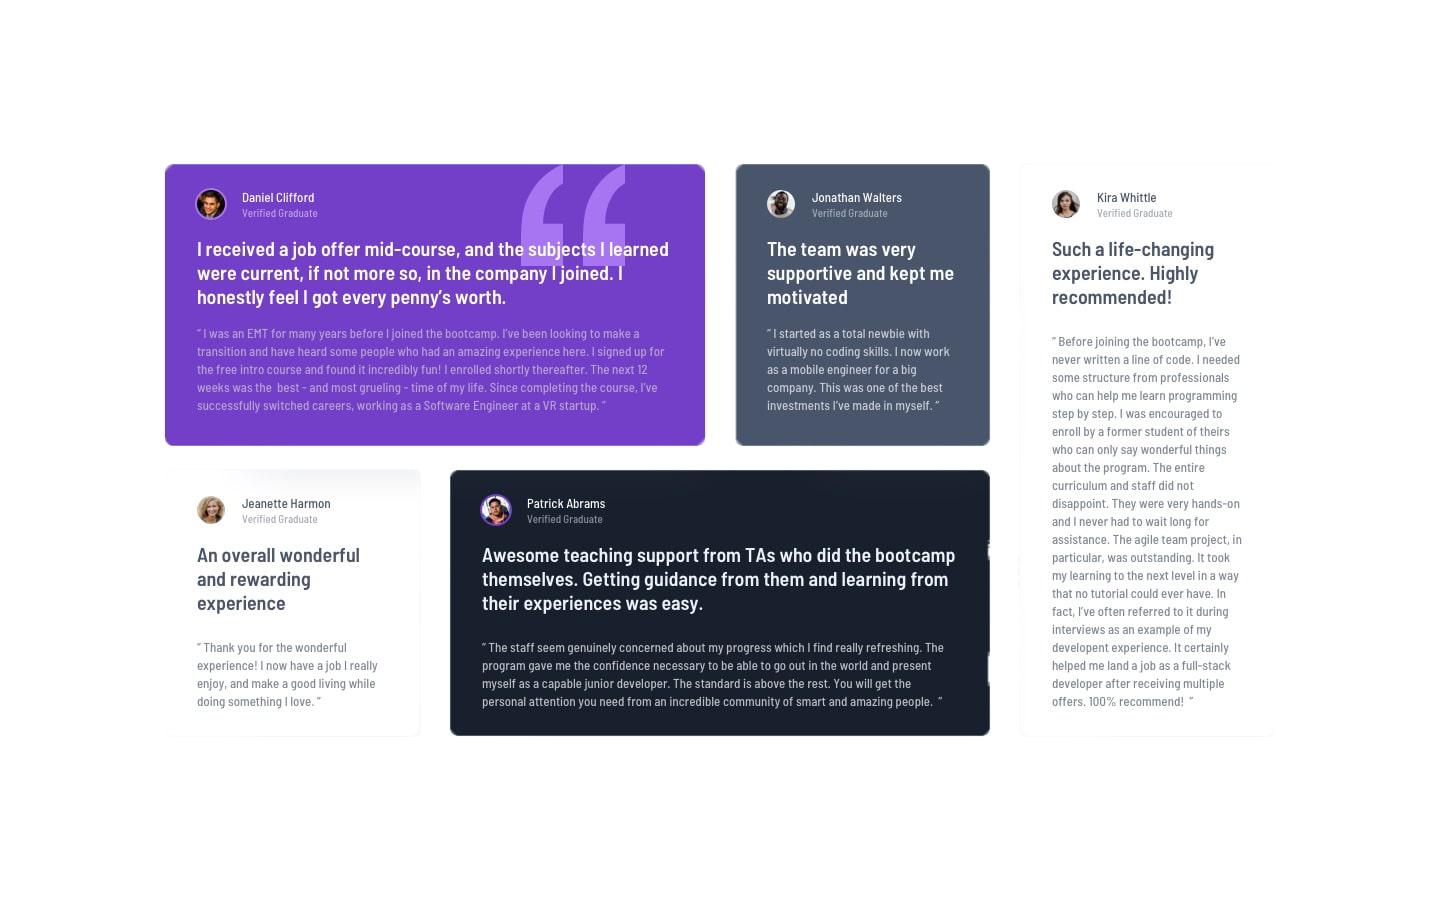 Daniel Clifford
Verified Graduate
I received a job offer mid-course, and the subjects I learned
were current, if not more so, in the company I joined. I
honestly feel I got every penny’s worth.
“ I was an EMT for many years before I joined the bootcamp. I’ve been looking to make a
transition and have heard some people who had an amazing experience here. I signed up for
the free intro course and found it incredibly fun! I enrolled shortly thereafter. The next 12
weeks was the  best - and most grueling - time of my life. Since completing the course, I’ve
successfully switched careers, working as a Software Engineer at a VR startup. ”
Jonathan Walters
Verified Graduate
The team was very
supportive and kept me
motivated
“ I started as a total newbie with
virtually no coding skills. I now work
as a mobile engineer for a big
company. This was one of the best
investments I’ve made in myself. ”
Kira Whittle
Verified Graduate
Such a life-changing
experience. Highly
recommended!
“ Before joining the bootcamp, I’ve
never written a line of code. I needed
some structure from professionals
who can help me learn programming
step by step. I was encouraged to
enroll by a former student of theirs
who can only say wonderful things
about the program. The entire
curriculum and staff did not
disappoint. They were very hands-on
and I never had to wait long for
assistance. The agile team project, in
particular, was outstanding. It took
my learning to the next level in a way
that no tutorial could ever have. In
fact, I’ve often referred to it during
interviews as an example of my
developent experience. It certainly
helped me land a job as a full-stack
developer after receiving multiple
offers. 100% recommend!  ”
Jeanette Harmon
Verified Graduate
An overall wonderful
and rewarding
experience
“ Thank you for the wonderful
experience! I now have a job I really
enjoy, and make a good living while
doing something I love. ”
Patrick Abrams
Verified Graduate
Awesome teaching support from TAs who did the bootcamp
themselves. Getting guidance from them and learning from
their experiences was easy.
“ The staff seem genuinely concerned about my progress which I find really refreshing. The
program gave me the confidence necessary to be able to go out in the world and present
myself as a capable junior developer. The standard is above the rest. You will get the
personal attention you need from an incredible community of smart and amazing people.  ”